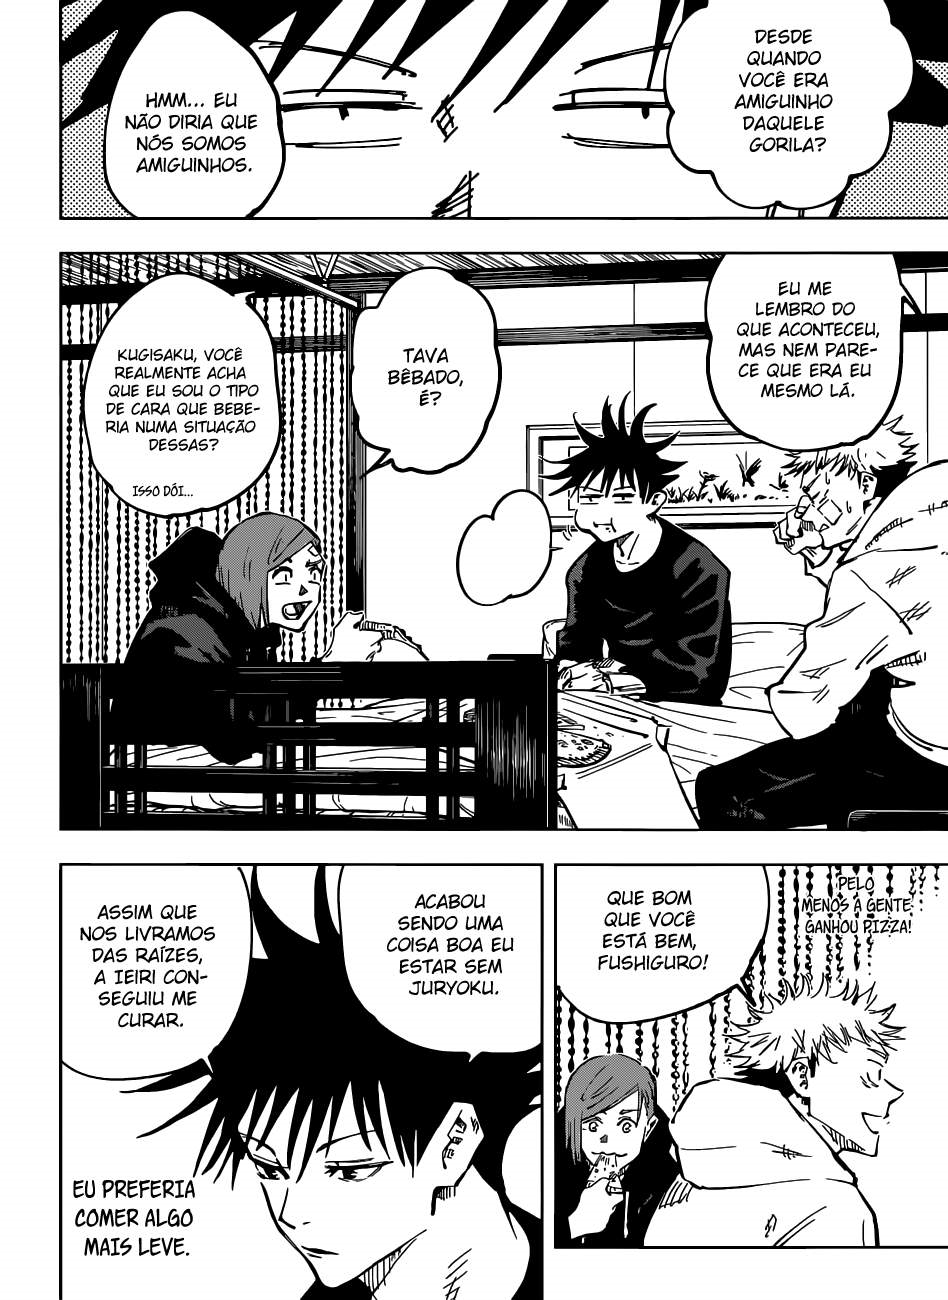 DESDE
QUANDO
VOCÊ ERA
AMIGUINHO
DAQUELE
GORILA?
HMM... EU
NÃO DIRIA QUE
NÓS SOMOS
AMIGUINHOS.
EU ME
LEMBRO DO
QUE ACONTECEU,
MAS NEM PARE-
CE QUE ERA EU
MESMO LÁ.
TAVA
BÊBADO,
É?
KUGISAKU, VOCÊ
REALMENTE ACHA
QUE EU SOU O TIPO
DE CARA QUE BEBE-
RIA NUMA SITUAÇÃO
DESSAS?
ISSO DÓI...
PELO
MENOS A GENTE
GANHOU PIZZA!
QUE BOM
QUE VOCÊ
ESTÁ BEM,
FUSHIGURO!
ACABOU
SENDO UMA
COISA BOA EU
ESTAR SEM
JURYOKU.
ASSIM QUE
NOS LIVRAMOS
DAS RAÍZES,
A IEIRI CON-
SEGUIU ME
CURAR.
EU PREFERIA
COMER ALGO
MAIS LEVE.